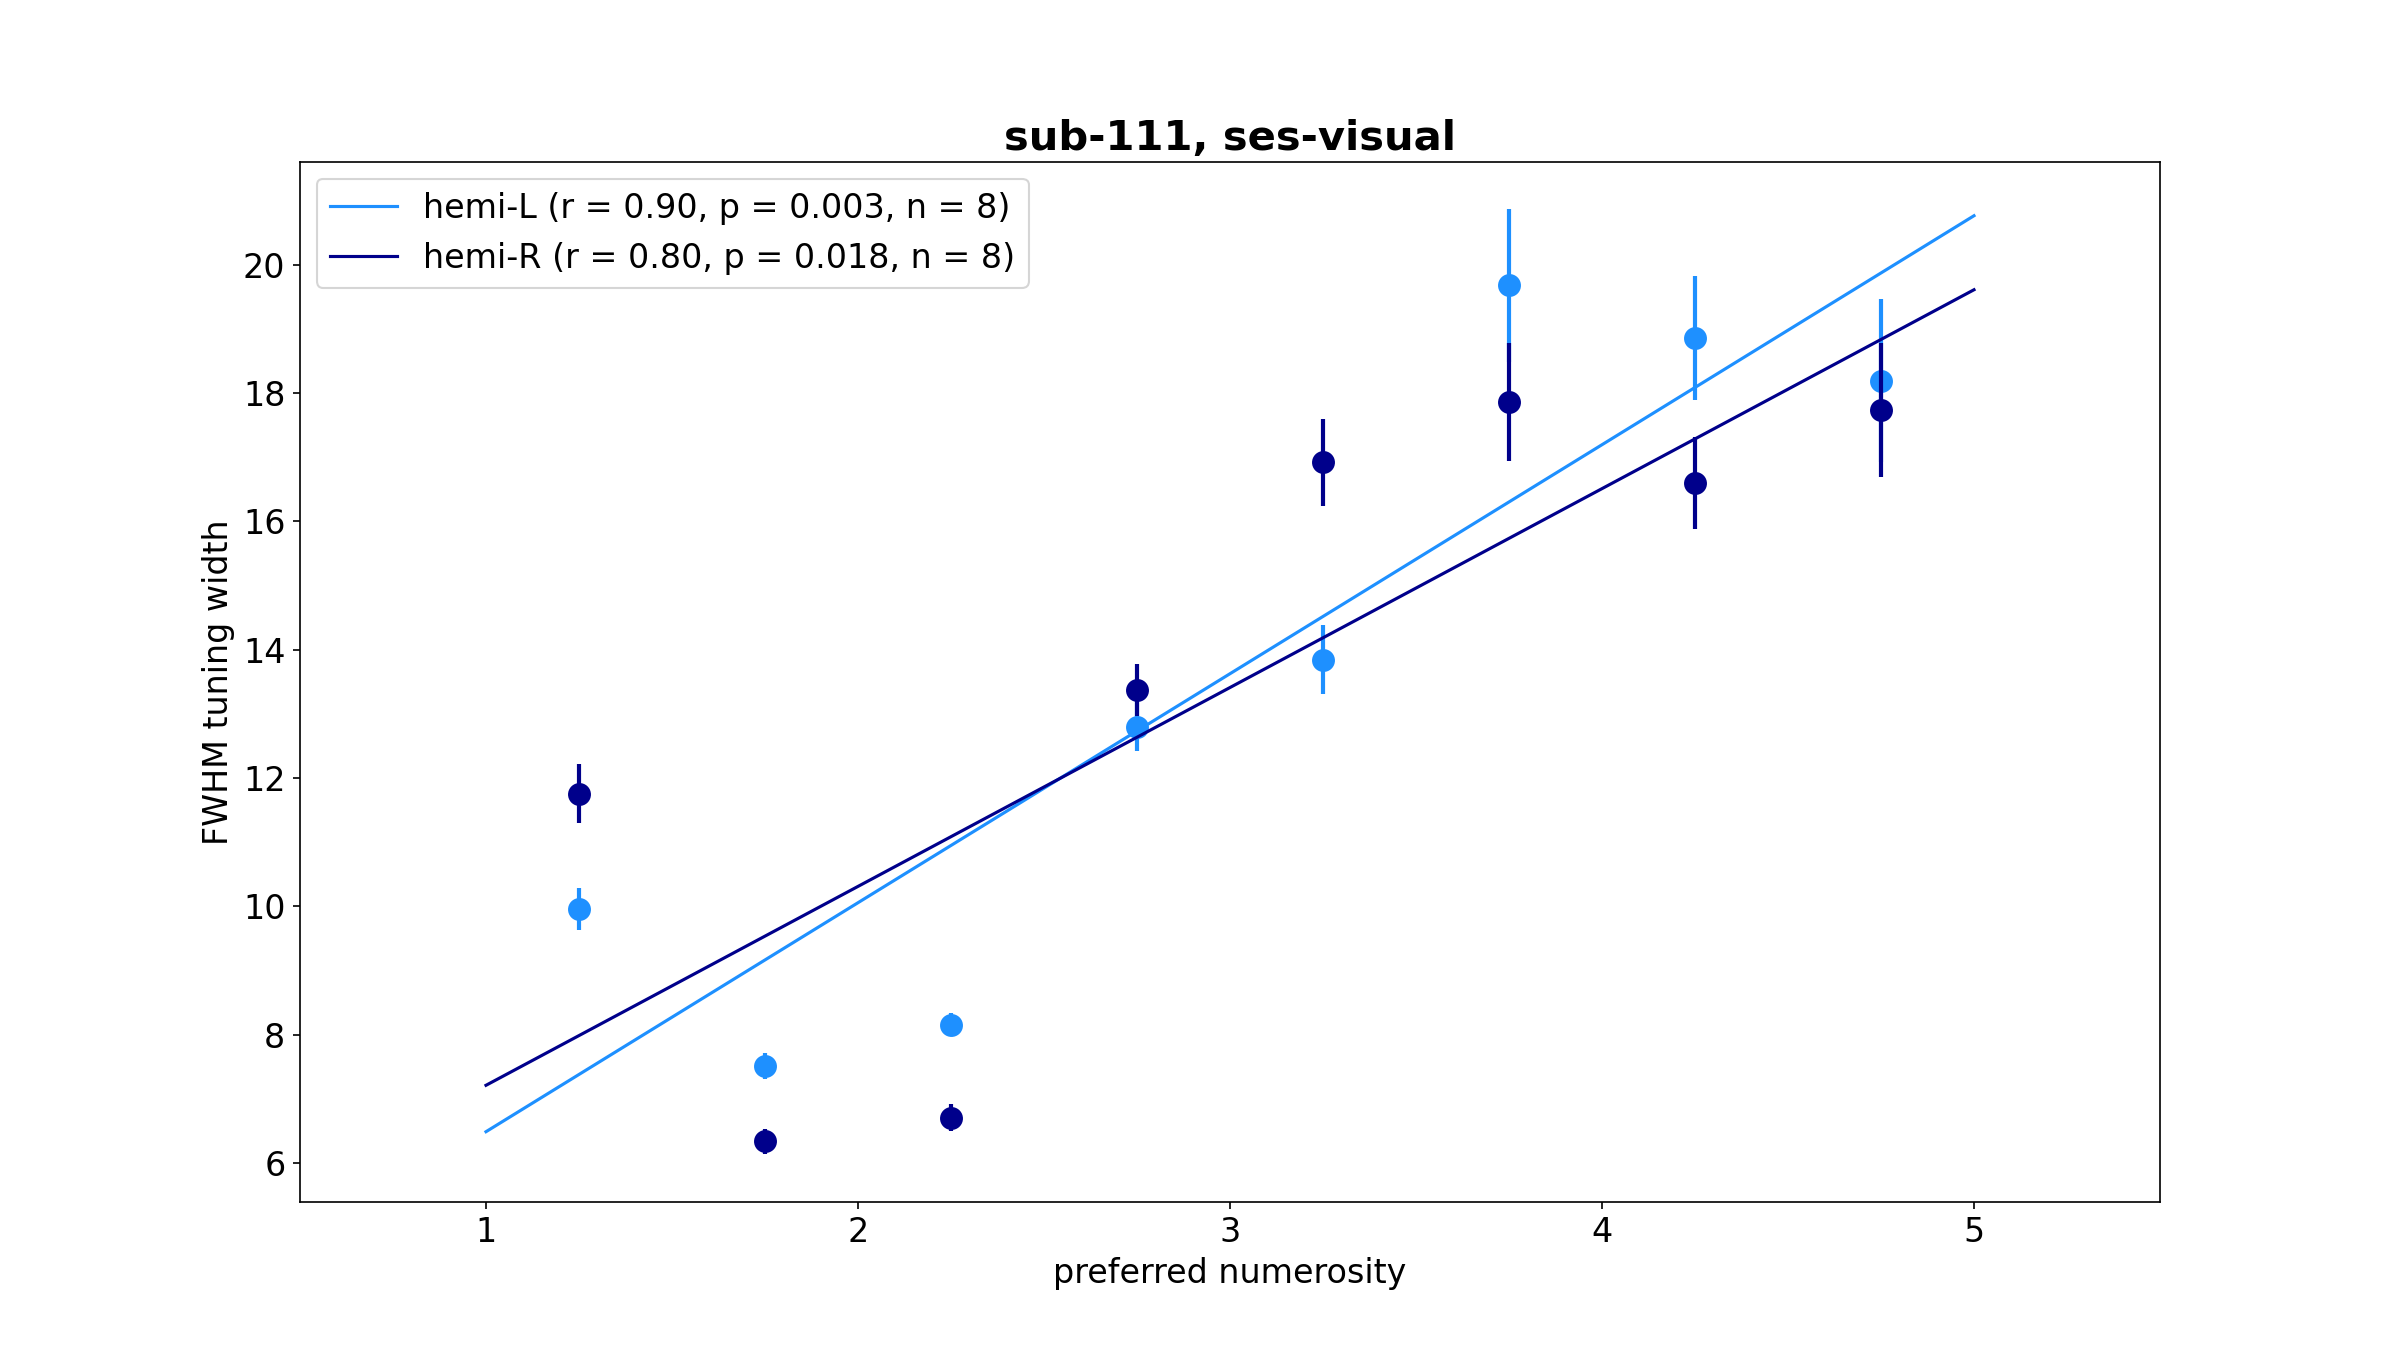 sub-111, ses-visual
hemi-L (r = 0.90, p = 0.003, n = 8)
hemi-R (r = 0.80, p = 0.018, n = 8)
FWHM tuning width
20
18
16
14
12
10
8
6
1 2 3 4 5
preferred numerosity